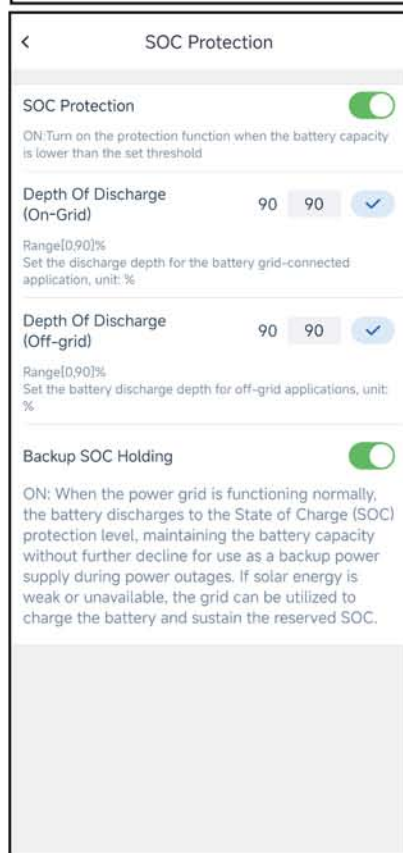 SOC Protection
SOC Protection
ON:Turn on the protection function when the battery capacity
is lower than the set threshold
Depth Of Discharge
(On-Grid)
90 90
Range[0,90]%
Set the discharge depth for the battery grid-connected
application, unit: %
Depth Of Discharge
(Off-grid)
90 90
Range[0,90]%
Set the battery discharge depth for off-grid applications, unit:
%
Backup SOC Holding
ON: When the power grid is functioning normally,
the battery discharges to the State of Charge (SOC)
protection level, maintaining the battery capacity
without further decline for use as a backup power
supply during power outages. If solar energy is
weak or unavailable, the grid can be utilized to
charge the battery and sustain the reserved SOC.